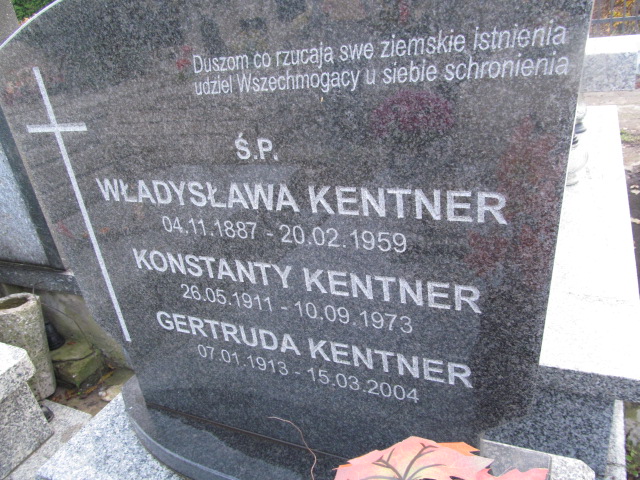 Duszom co rzucają swe ziemskie istnienia
udziel Wszechmogacy u siebie schronienia
Ś.P.
WŁADYSŁAWA KENTNER
04.11.1887 - 20.02.1959
KONSTANTY KENTNER
26.05.1911 - 10.09.1973
GERTRUDA KENTNER
07.01.1913 - 15.03.2004